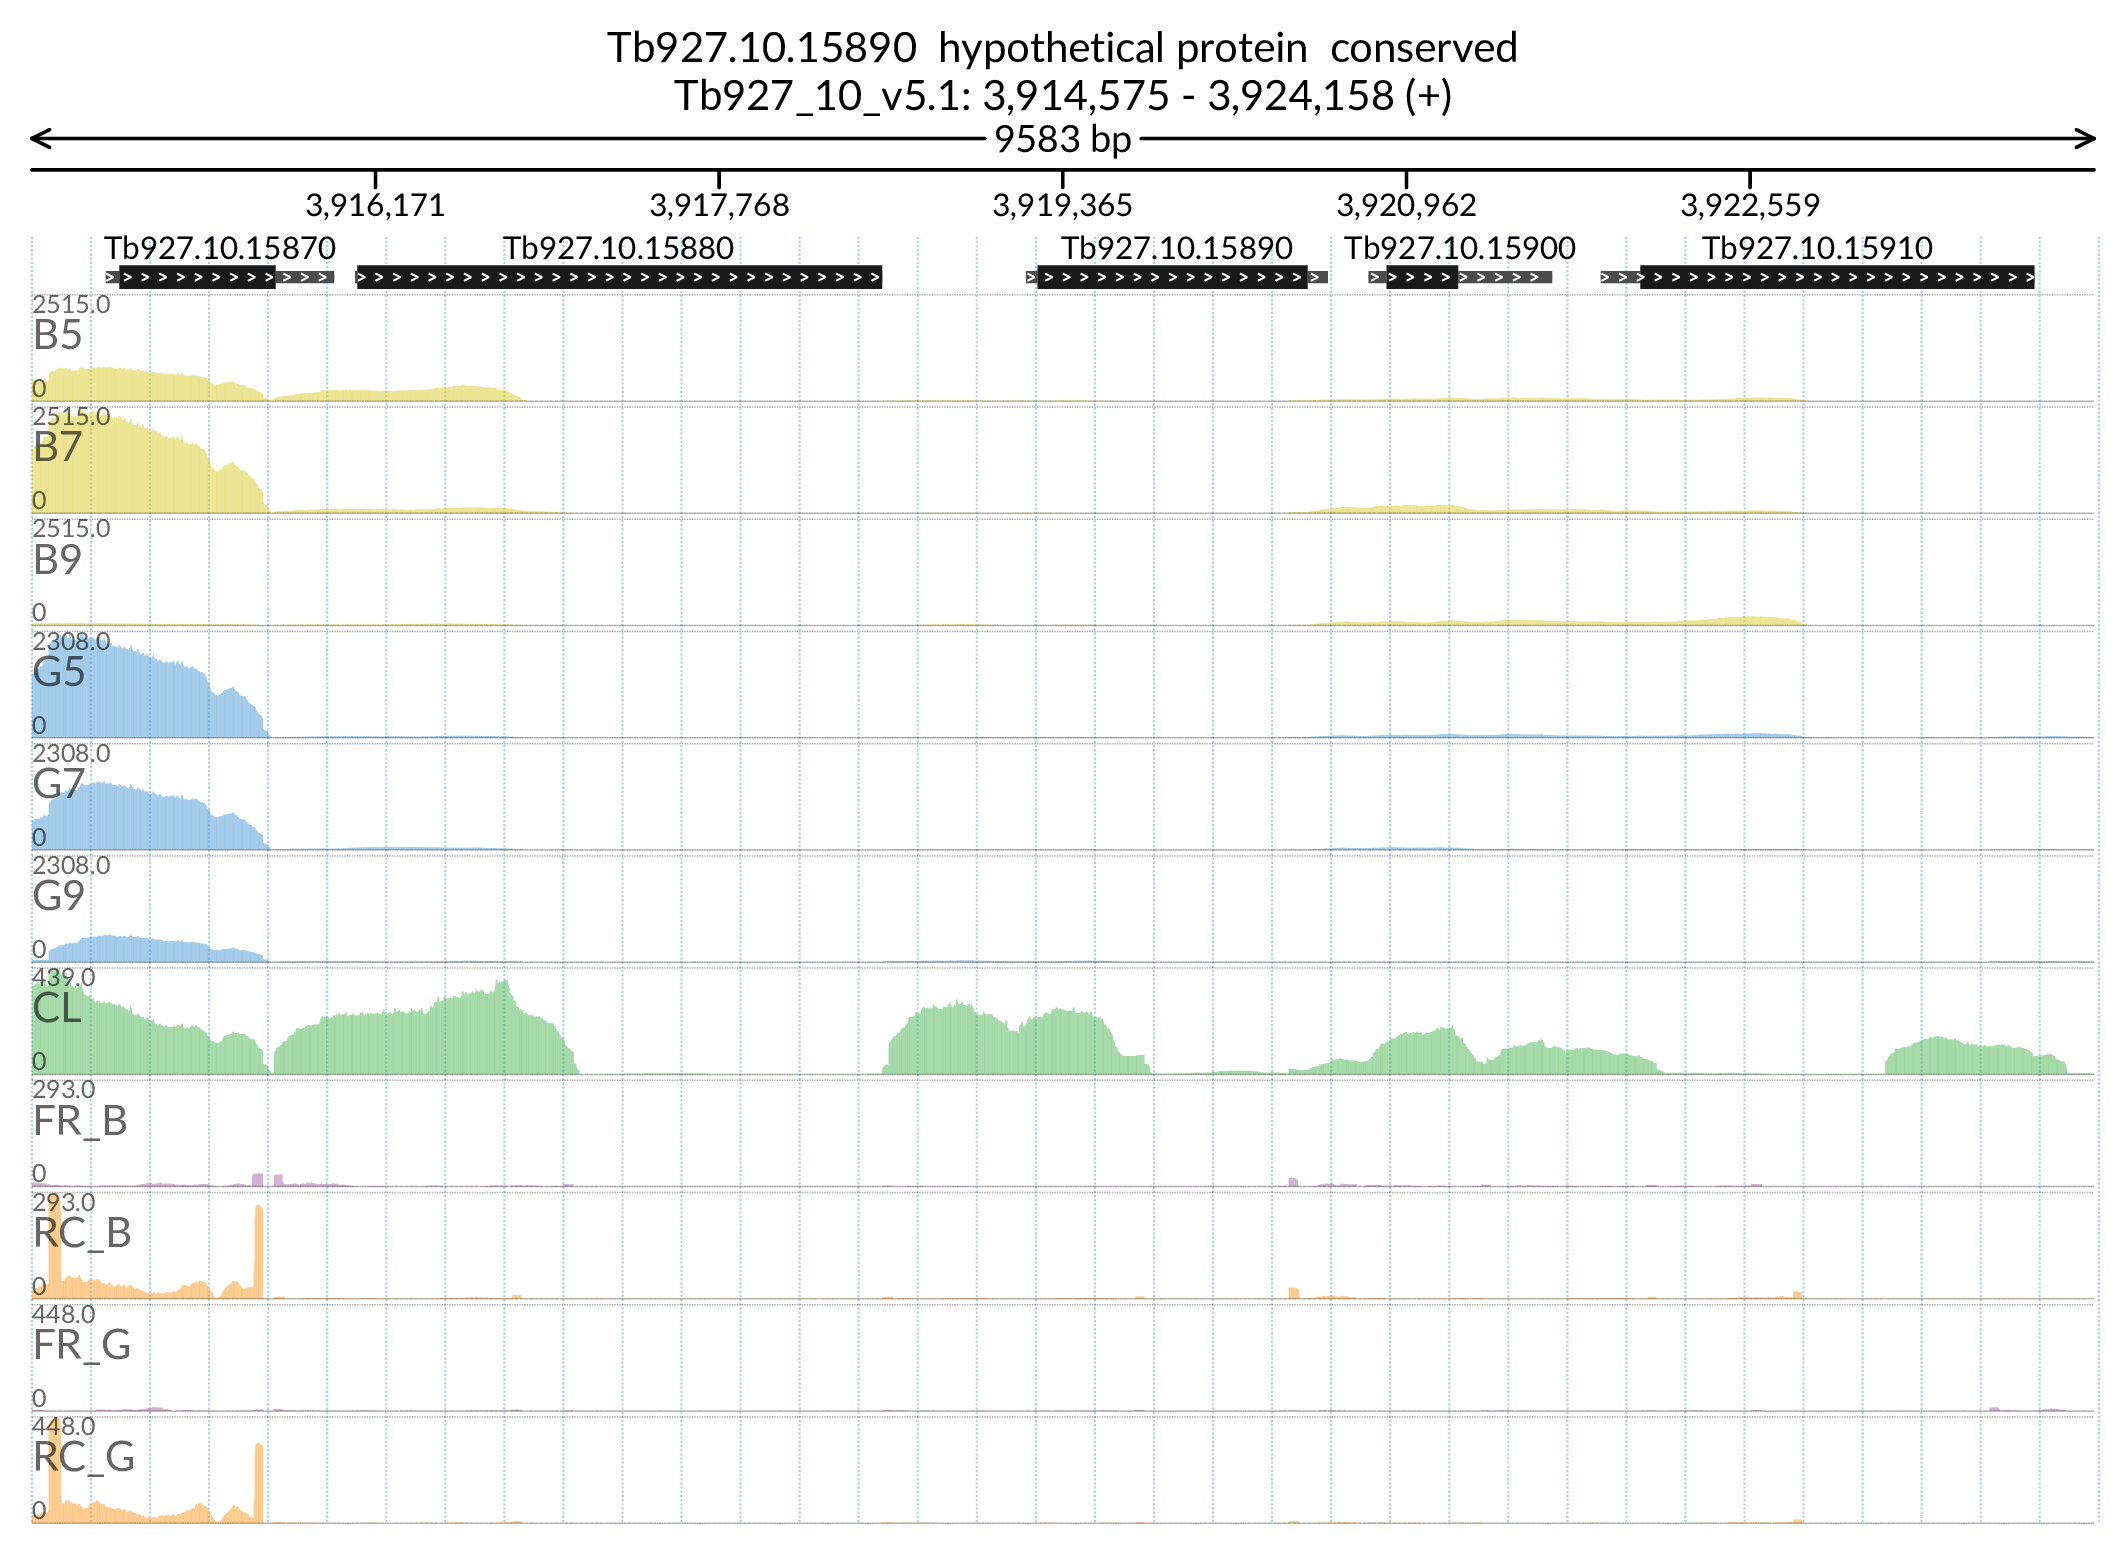 Tb927.10.15890  hypothetical protein  conserved
Tb927_10_v5.1: 3,914,575 - 3,924,158 (+)
9583 bp
3,916,171 3,917,768 3,919,365 3,920,962 3,922,559
Tb927.10.15870 Tb927.10.15880 Tb927.10.15890 Tb927.10.15900 Tb927.10.15910
2515.0
B5
0
2515.0
B7
0
2515.0
B9
0
2308.0
G5
0
2308.0
G7
0
2308.0
G9
0
439.0
CL
0
293.0
FR_B
0
293.0
RC_B
0
448.0
FR_G
0
448.0
RC_G
0